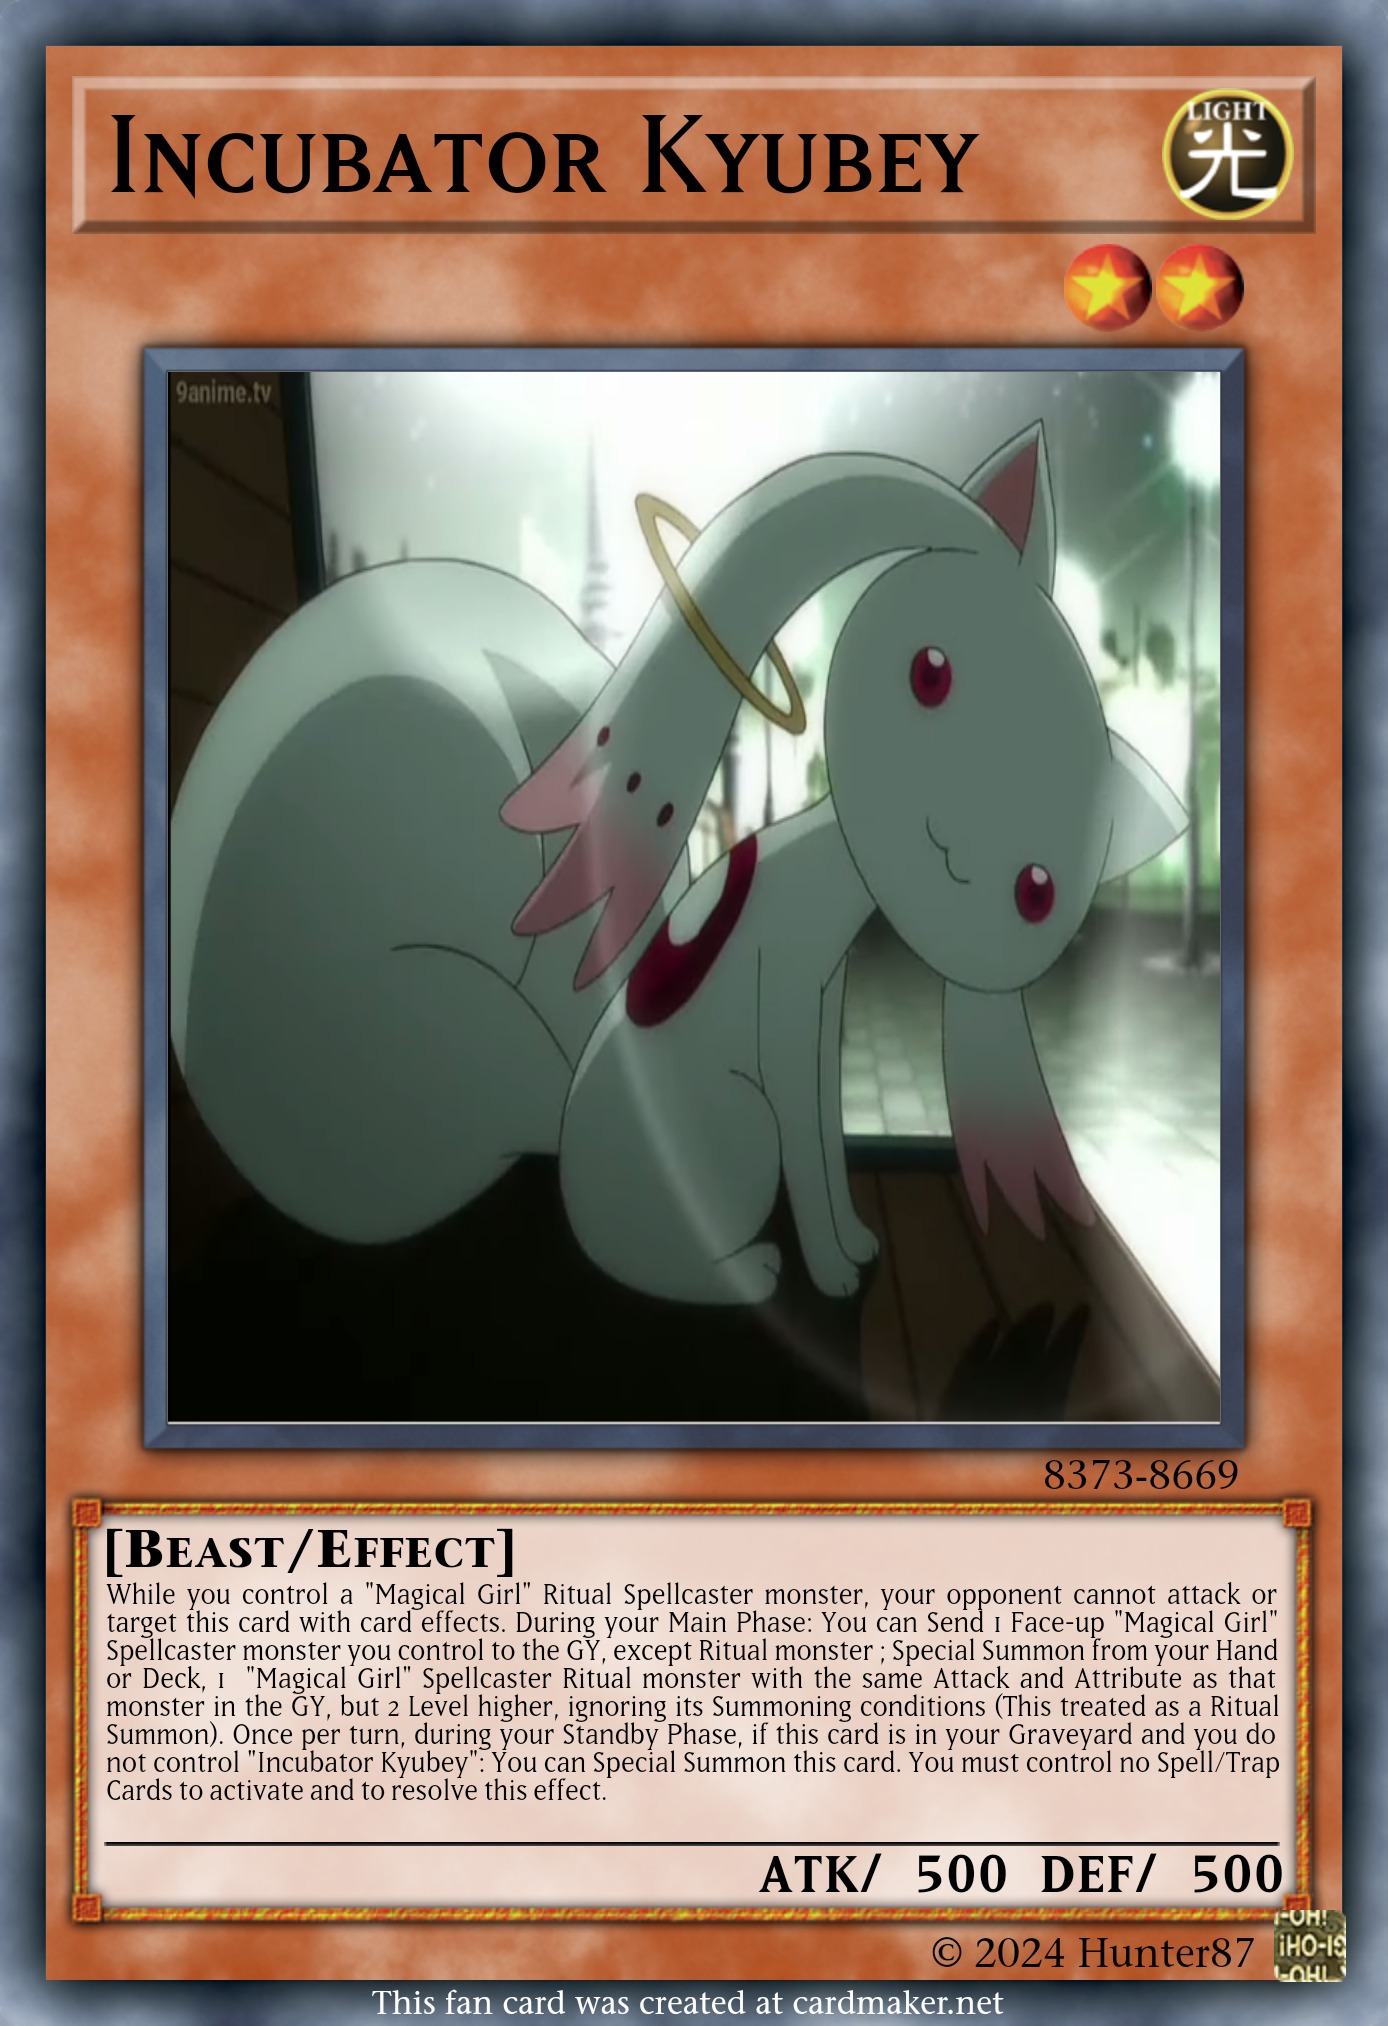 Incubator Kyubey
LIGHT
光
9anime.tv
8373-8669
[Beast/Effect]
While you control a "Magical Girl" Ritual Spellcaster monster, your opponent cannot attack or
target this card with card effects. During your Main Phase: You can Send 1 Face-up "Magical Girl"
Spellcaster monster you control to the GY, except Ritual monster ; Special Summon from your Hand
or Deck, 1  "Magical Girl" Spellcaster Ritual monster with the same Attack and Attribute as that
monster in the GY, but 2 Level higher, ignoring its Summoning conditions (This treated as a Ritual
Summon). Once per turn, during your Standby Phase, if this card is in your Graveyard and you do
not control "Incubator Kyubey": You can Special Summon this card. You must control no Spell/Trap
Cards to activate and to resolve this effect.
ATK/ 500 DEF/ 500
© 2024 Hunter87
This fan card was created at cardmaker.net